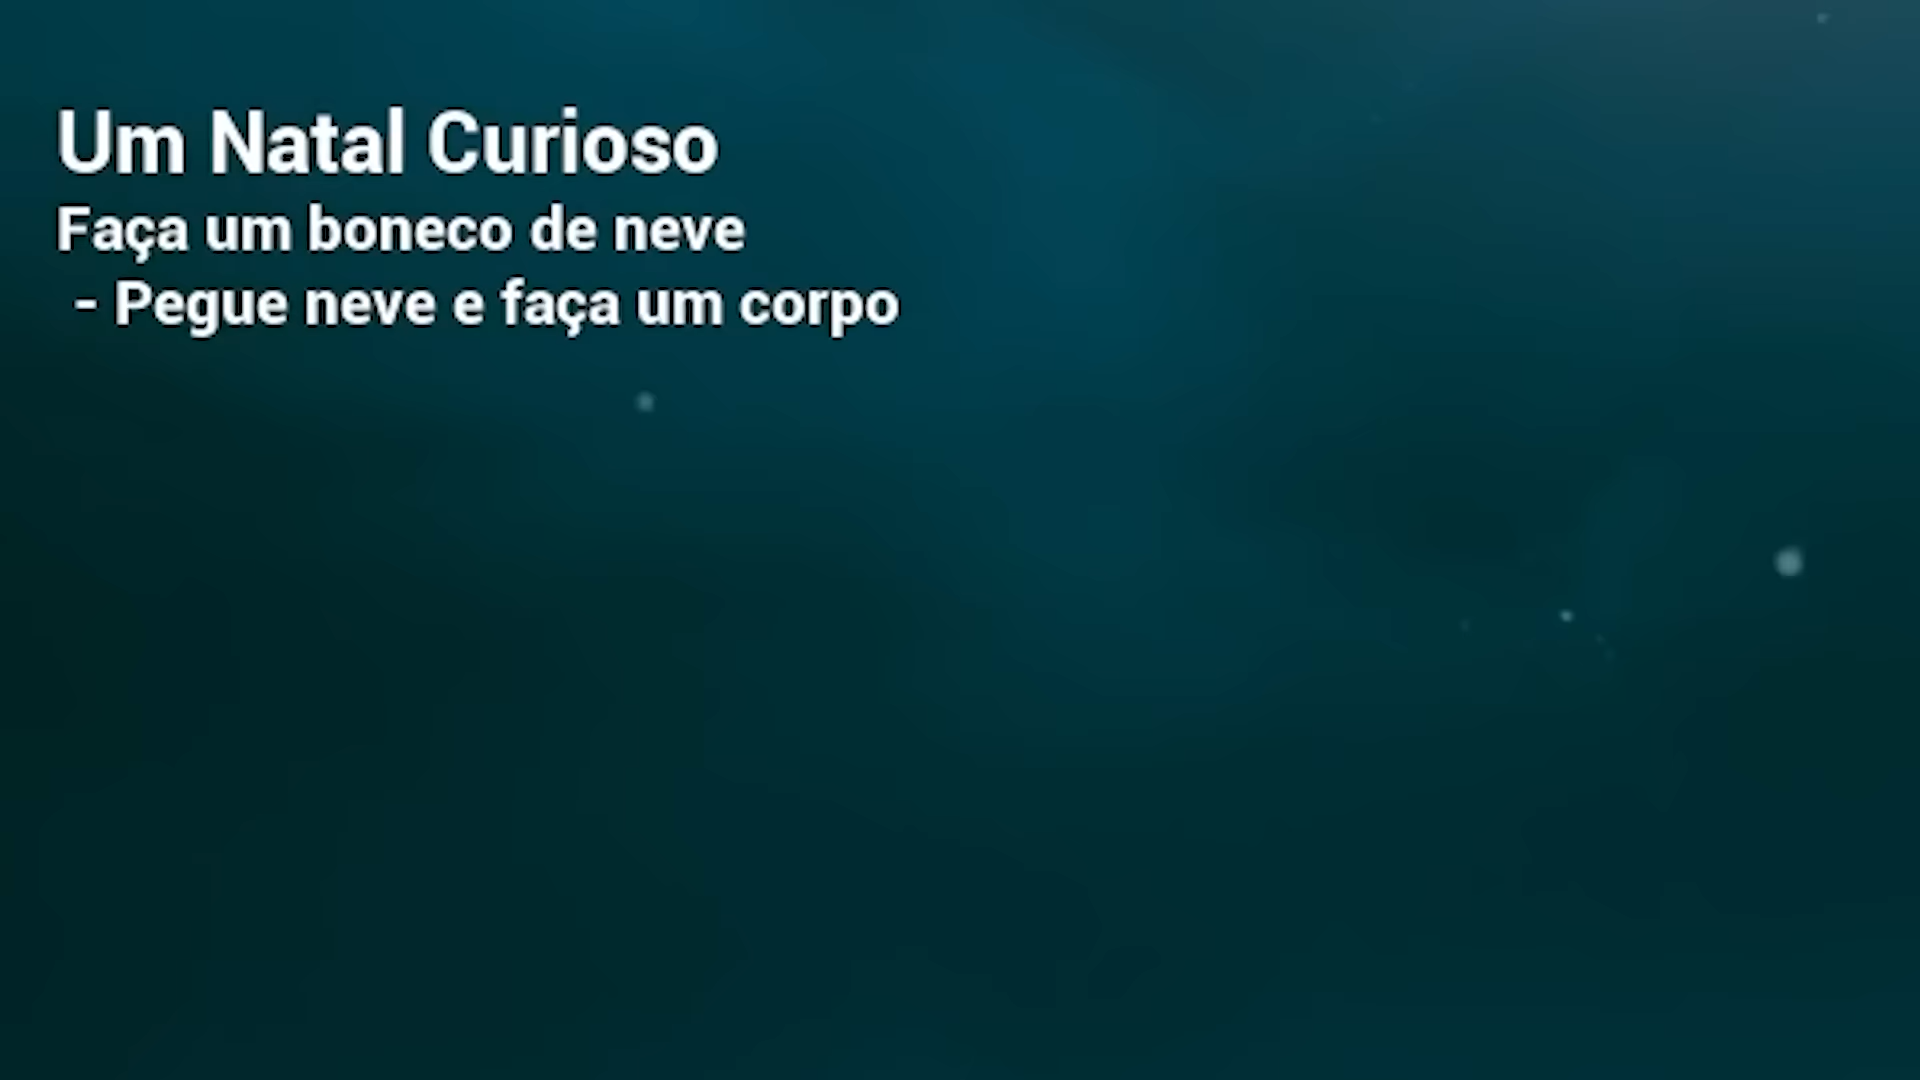 Um Natal Curioso
Faça um boneco de neve
- Pegue neve e faça um corpo